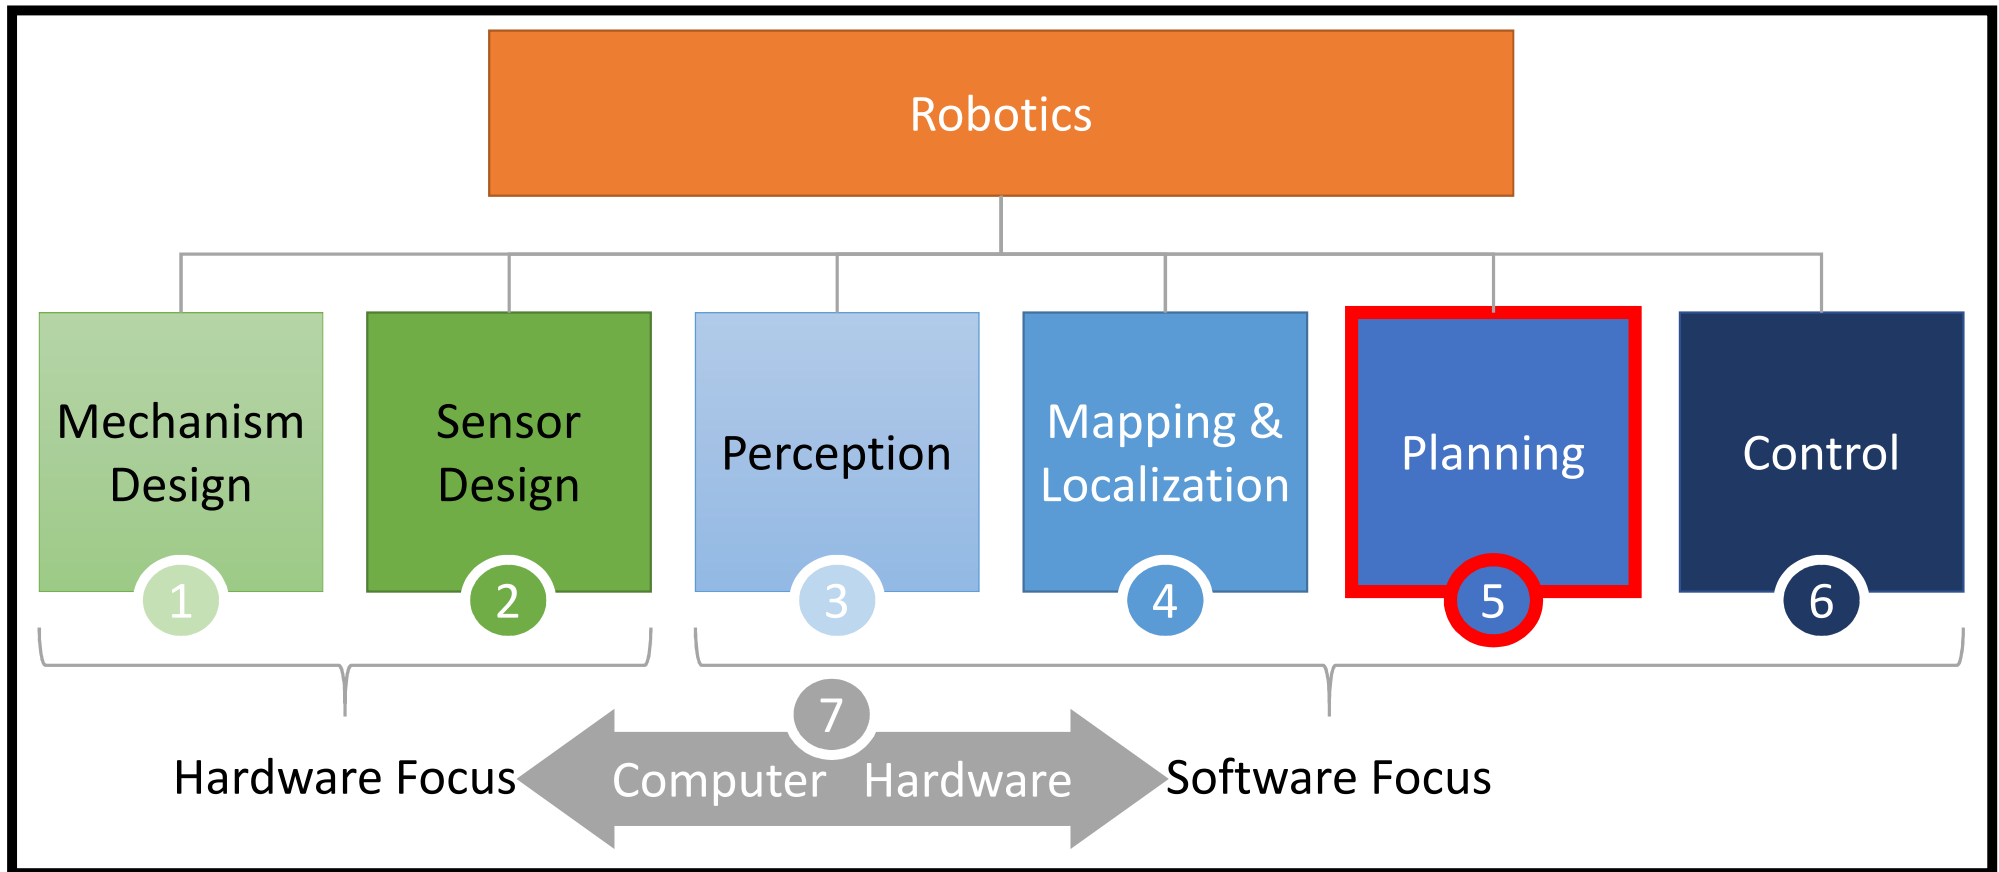 Robotics
Mechanism
Design
Sensor
Design
Perception
Mapping &
Localization
Planning
Control
1
2
3
4
5
6
7
Hardware Focus
Computer Hardware
Software Focus